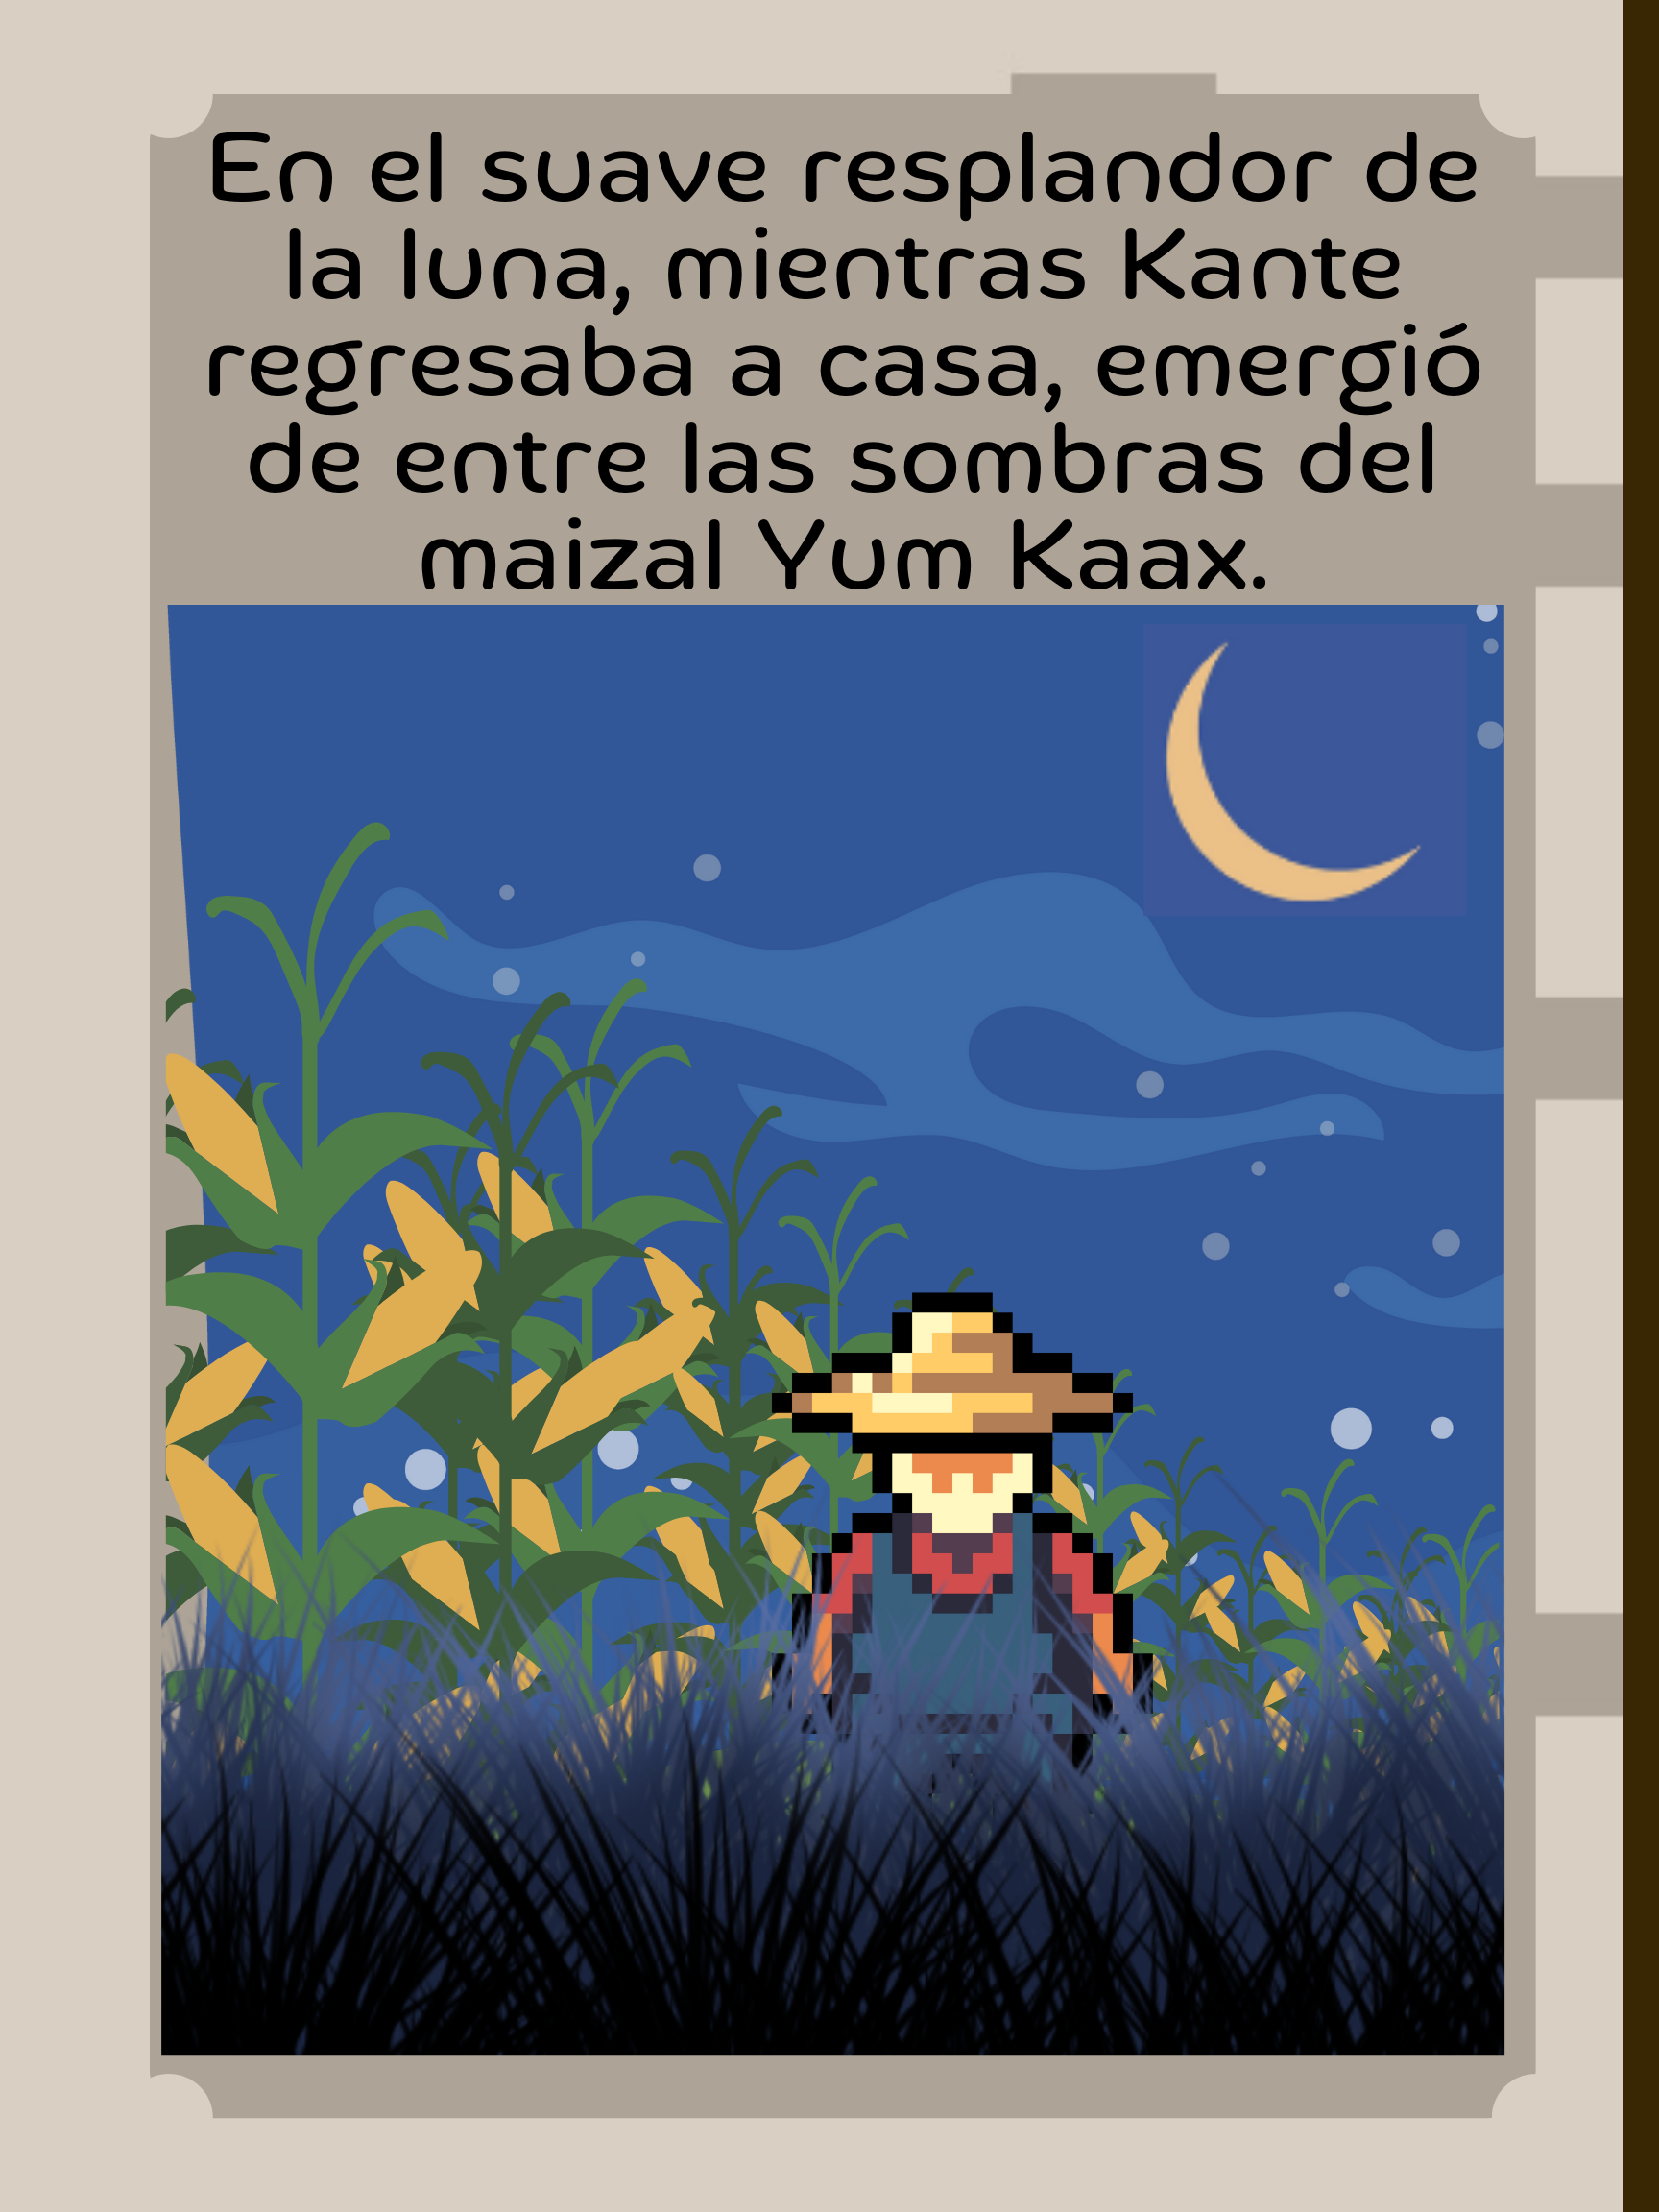 En el suave resplandor de
la luna, mientras Kante
regresaba a casa, emergió
de entre las sombras del
maizal Yum Kaax.